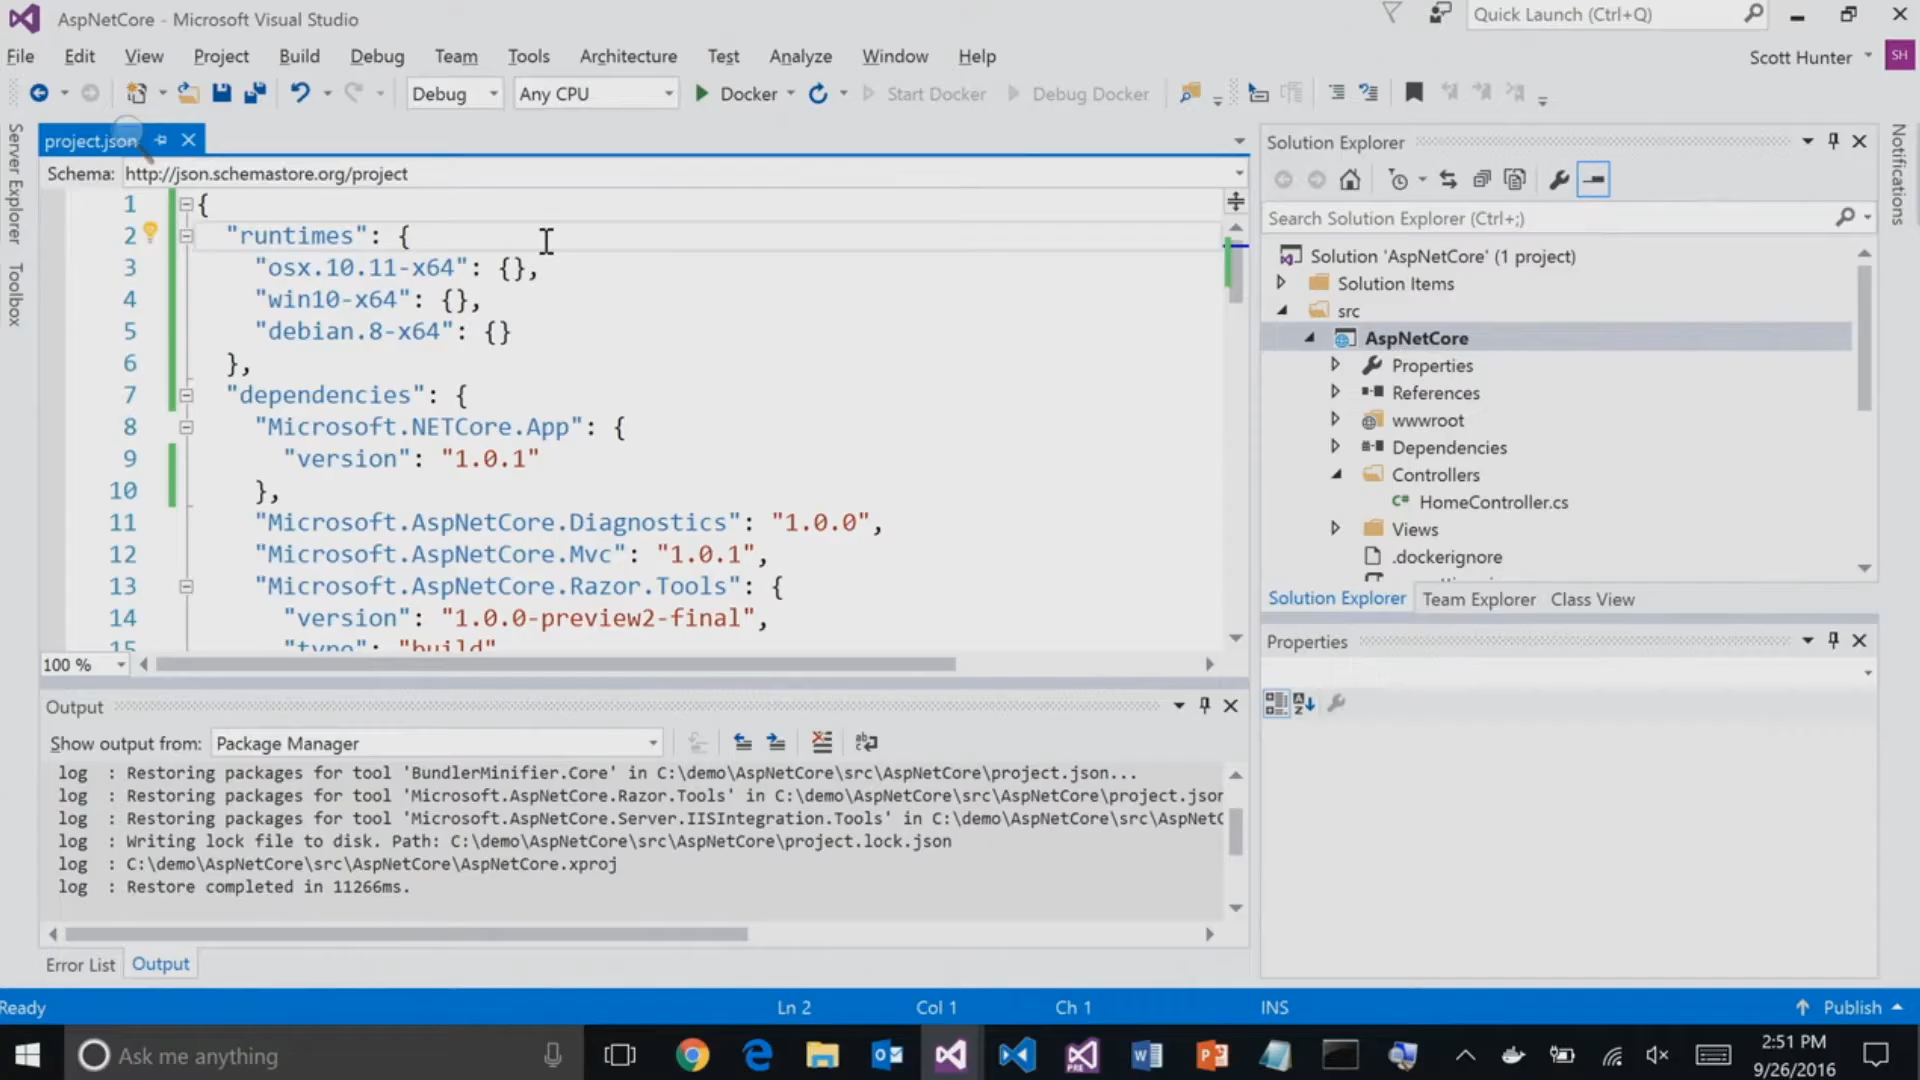 AspNetCore - Microsoft Visual Studio
Quick Launch (Ctrl+Q)
File Edit View Project Build Debug Team Tools Architecture Test Analyze Window Help
Scott Hunter SH
Debug Any CPU Docker Start Docker Debug Docker
Server Explorer
Toolbox
project.json
Schema: http://json.schemastore.org/project
1 {
2 "runtimes": {
3 "osx.10.11-x64": {},
4 "win10-x64": {},
5 "debian.8-x64": {}
6 },
7 "dependencies": {
8 "Microsoft.NETCore.App": {
9 "version": "1.0.1"
10 },
11 "Microsoft.AspNetCore.Diagnostics": "1.0.0",
12 "Microsoft.AspNetCore.Mvc": "1.0.1",
13 "Microsoft.AspNetCore.Razor.Tools": {
14 "version": "1.0.0-preview2-final",
15 "type": "build"
100 %
Output
Show output from: Package Manager
log : Restoring packages for tool 'BundlerMinifier.Core' in C:\demo\AspNetCore\src\AspNetCore\project.json...
log : Restoring packages for tool 'Microsoft.AspNetCore.Razor.Tools' in C:\demo\AspNetCore\src\AspNetCore\project.json
log : Restoring packages for tool 'Microsoft.AspNetCore.Server.IISIntegration.Tools' in C:\demo\AspNetCore\src\AspNetC
log : Writing lock file to disk. Path: C:\demo\AspNetCore\src\AspNetCore\project.lock.json
log : C:\demo\AspNetCore\src\AspNetCore\AspNetCore.xproj
log : Restore completed in 11266ms.
Error List Output
Solution Explorer
Search Solution Explorer (Ctrl+;)
Solution 'AspNetCore' (1 project)
Solution Items
src
AspNetCore
Properties
References
wwwroot
Dependencies
Controllers
C# HomeController.cs
Views
.dockerignore
Solution Explorer Team Explorer Class View
Properties
Notifications
Ready Ln 2 Col 1 Ch 1 INS Publish
Ask me anything
2:51 PM
9/26/2016